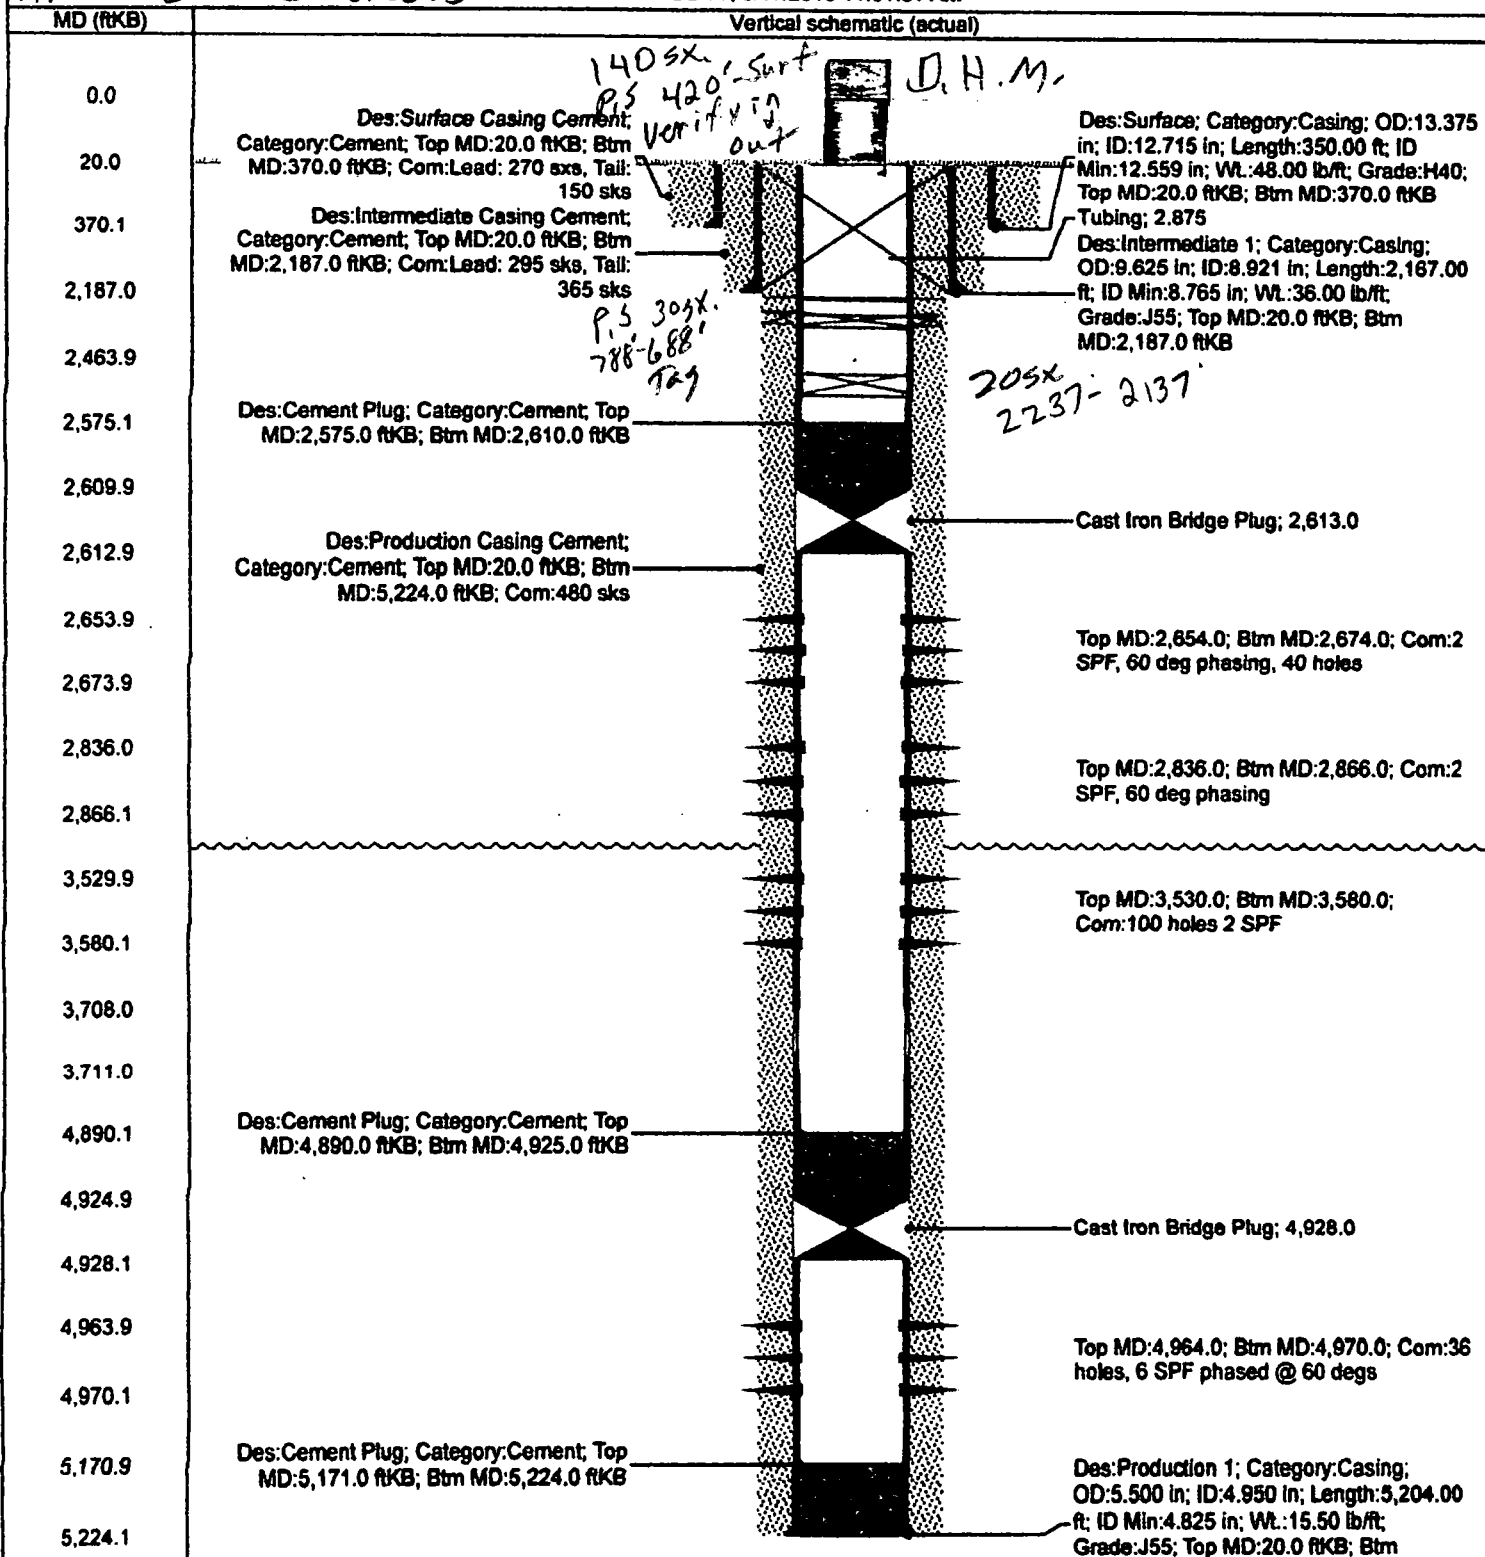 MD (ftKB)
Vertical schematic (actual)
0.0
20.0
370.1
2,187.0
2,463.9
2,575.1
2,609.9
2,612.9
2,653.9
2,673.9
2,836.0
2,866.1
3,529.9
3,580.1
3,708.0
3,711.0
4,890.1
4,924.9
4,928.1
4,963.9
4,970.1
5,170.9
5,224.1
140 sx.
P,S 420'-Surf
Verifying
out
D.H.M.
Des:Surface Casing Cement;
Category:Cement; Top MD:20.0 ftKB; Btm
MD:370.0 ftKB; Com:Lead: 270 sxs, Tail:
150 sks
Des:Intermediate Casing Cement;
Category:Cement; Top MD:20.0 ftKB; Btm
MD:2,187.0 ftKB; Com:Lead: 295 sks, Tail:
365 sks
P,S 30sx.
788'-688'
Tag
Des:Cement Plug; Category:Cement; Top
MD:2,575.0 ftKB; Btm MD:2,610.0 ftKB
Des:Production Casing Cement;
Category:Cement; Top MD:20.0 ftKB; Btm
MD:5,224.0 ftKB; Com:480 sks
Des:Cement Plug; Category:Cement; Top
MD:4,890.0 ftKB; Btm MD:4,925.0 ftKB
Des:Cement Plug; Category:Cement; Top
MD:5,171.0 ftKB; Btm MD:5,224.0 ftKB
Des:Surface; Category:Casing; OD:13.375
in; ID:12.715 in; Length:350.00 ft; ID
Min:12.559 in; Wt.:48.00 lb/ft; Grade:H40;
Top MD:20.0 ftKB; Btm MD:370.0 ftKB
Tubing; 2.875
Des:Intermediate 1; Category:Casing;
OD:9.625 in; ID:8.921 in; Length:2,167.00
ft; ID Min:8.765 in; Wt.:36.00 lb/ft;
Grade:J55; Top MD:20.0 ftKB; Btm
MD:2,187.0 ftKB
20sx
2237-2137'
Cast Iron Bridge Plug; 2,613.0
Top MD:2,654.0; Btm MD:2,674.0; Com:2
SPF, 60 deg phasing, 40 holes
Top MD:2,836.0; Btm MD:2,866.0; Com:2
SPF, 60 deg phasing
Top MD:3,530.0; Btm MD:3,580.0;
Com:100 holes 2 SPF
Cast Iron Bridge Plug; 4,928.0
Top MD:4,964.0; Btm MD:4,970.0; Com:36
holes, 6 SPF phased @ 60 degs
Des:Production 1; Category:Casing;
OD:5.500 in; ID:4.950 in; Length:5,204.00
ft; ID Min:4.825 in; Wt.:15.50 lb/ft;
Grade:J55; Top MD:20.0 ftKB; Btm